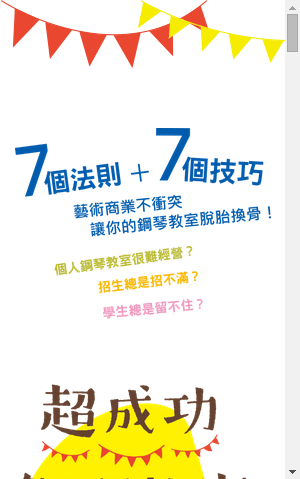 7個法則＋7個技巧
藝術商業不衝突
讓你的鋼琴教室脫胎換骨！
個人鋼琴教室很難經營？
招生總是招不滿？
學生總是留不住？
超成功